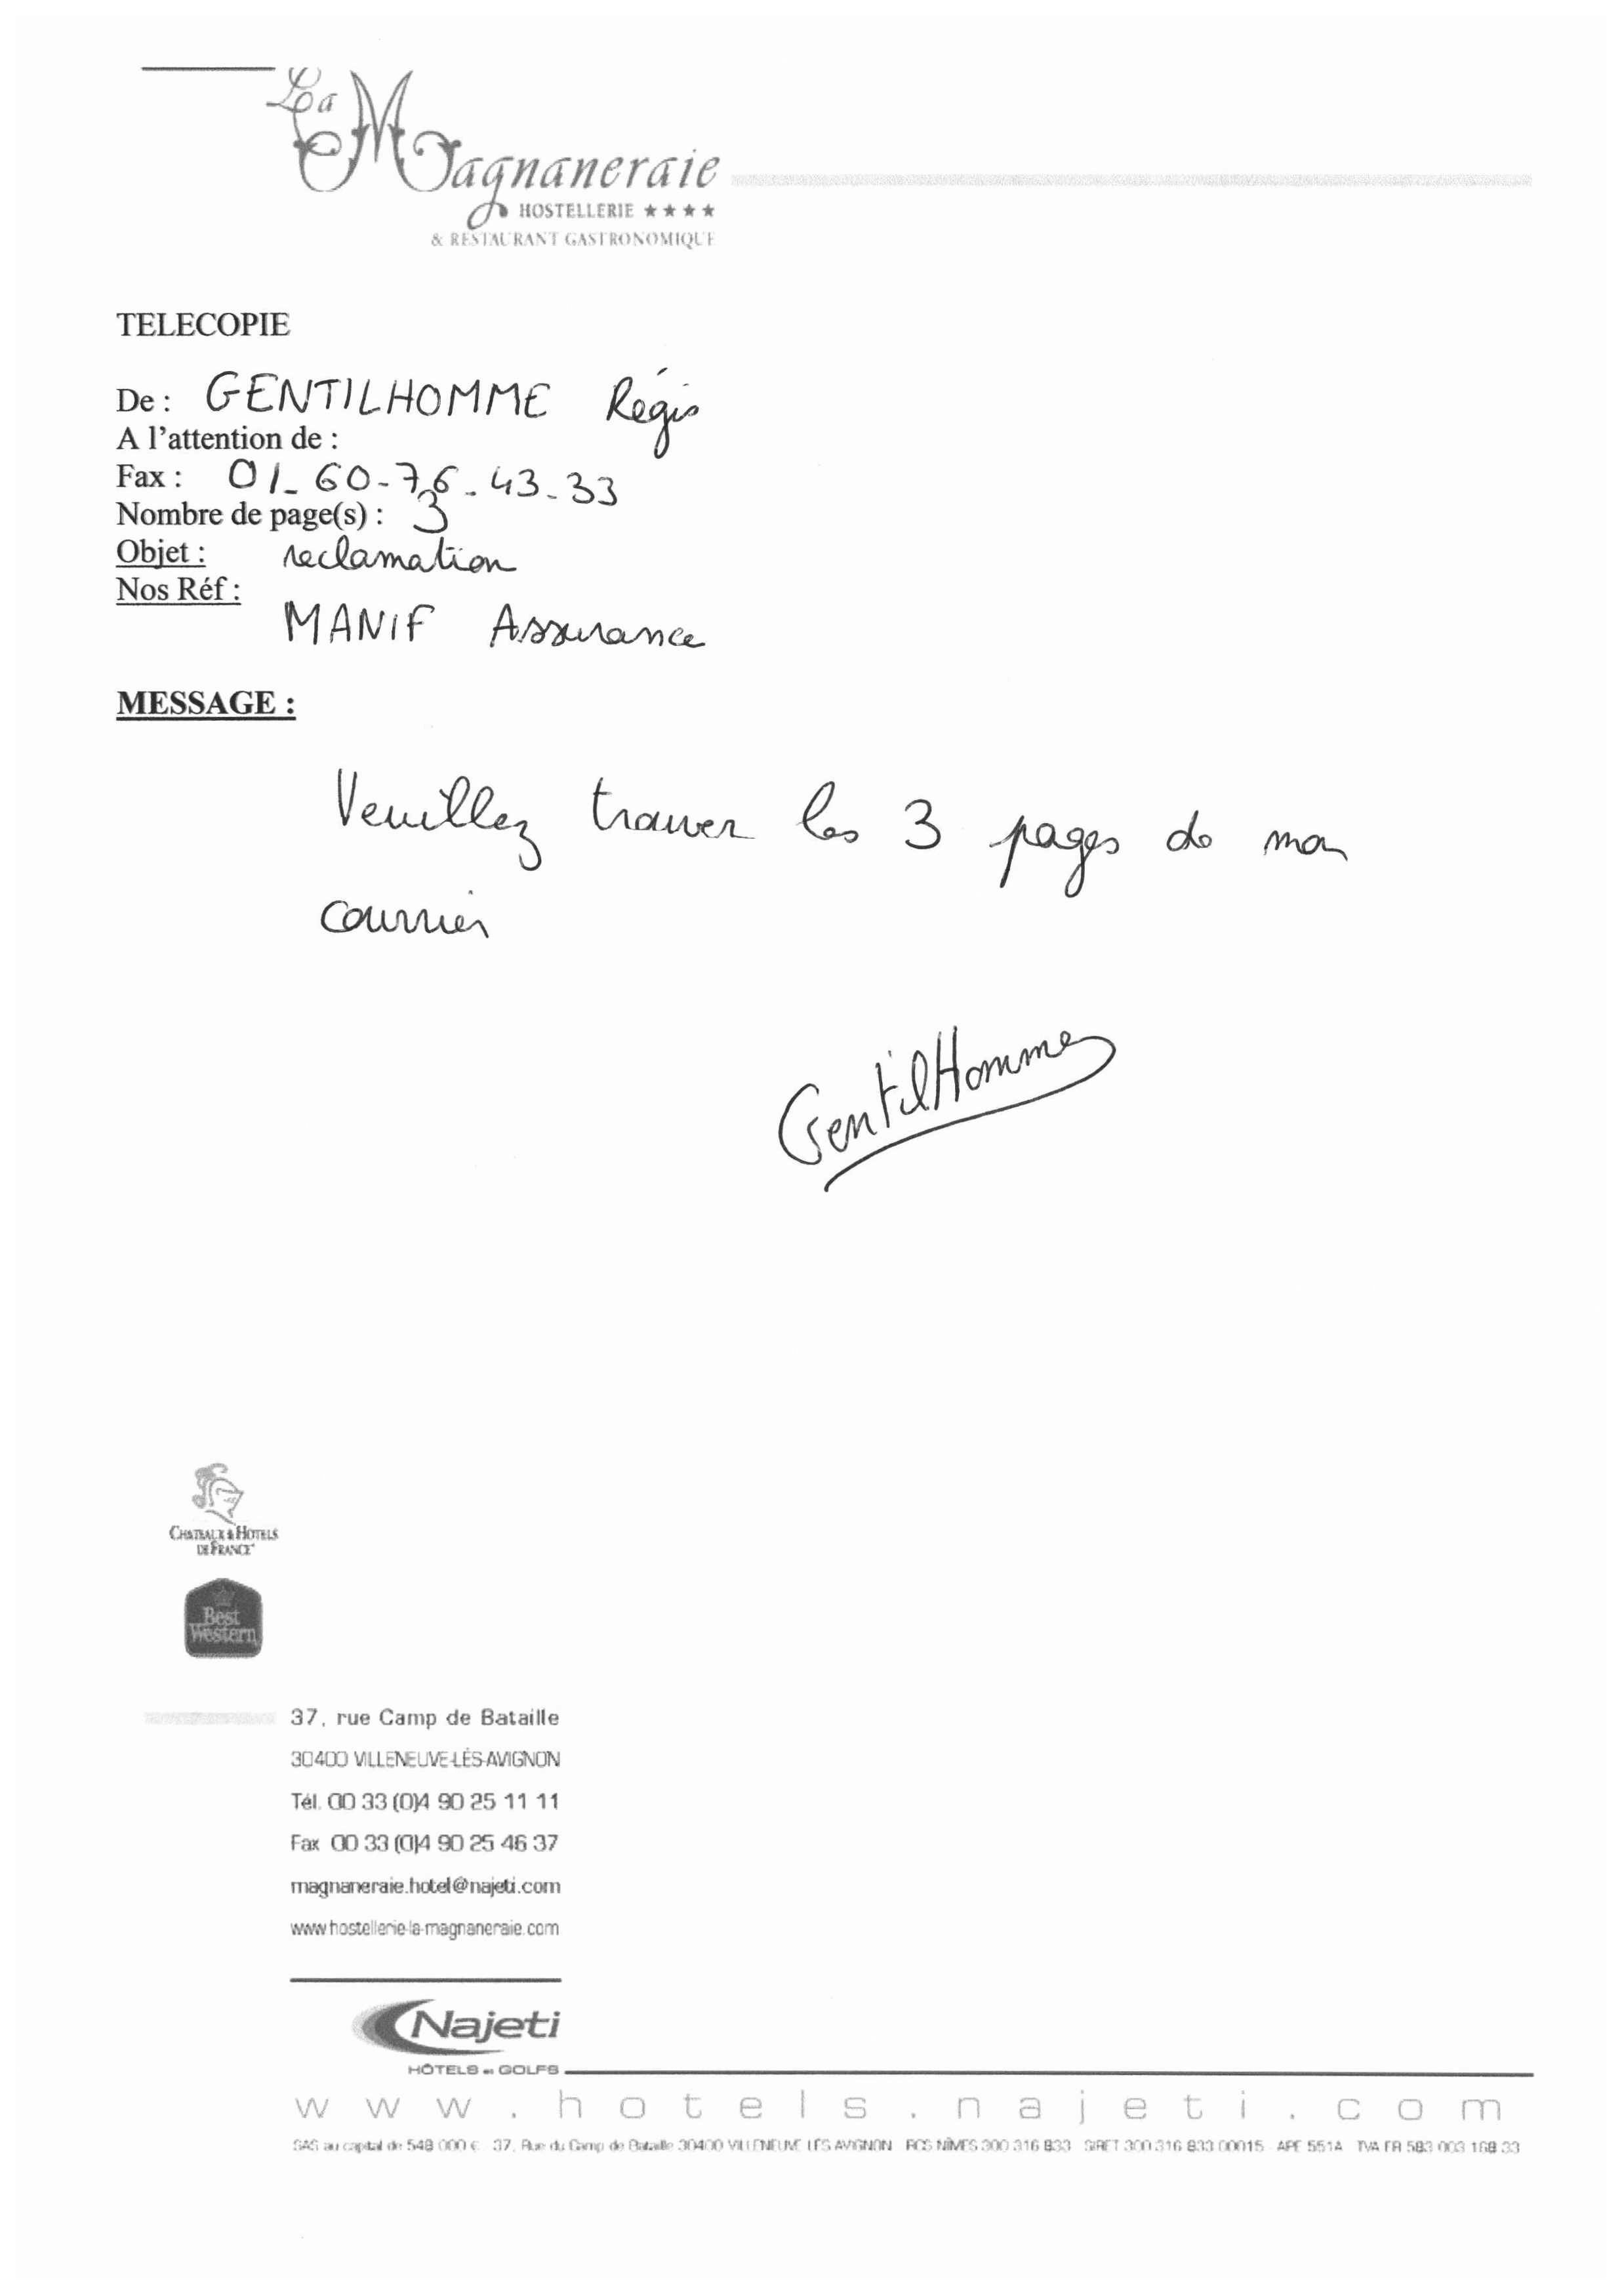 La Magnaneraie
HOSTELLERIE ★★★★
& RESTAURANT GASTRONOMIQUE
TELECOPIE
De : GENTILHOMME Régis
A l'attention de :
Fax : 01-60-76-43-33
Nombre de page(s) : 3
Objet : reclamation
Nos Réf :
MANIF Assurance
MESSAGE :
Veuillez trouver les 3 pages de mon
courrier
GentilHomme
CHATEAUX & HOTELS
DE FRANCE
Best
Western
37, rue Camp de Bataille
30400 VILLENEUVE-LÈS-AVIGNON
Tél. 00 33 (0)4 90 25 11 11
Fax 00 33 (0)4 90 25 46 37
magnaneraie.hotel@najeti.com
www.hostellerie-la-magnaneraie.com
Najeti
HÔTELS et GOLFS
www.hotels.najeti.com
SAS au capital de 548 000 € 37, Rue du Camp de Bataille 30400 VILLENEUVE LÈS AVIGNON RCS NÎMES 300 316 833 SIRET 300 316 833 00015 APE 551A TVA FR 583 003 168 33